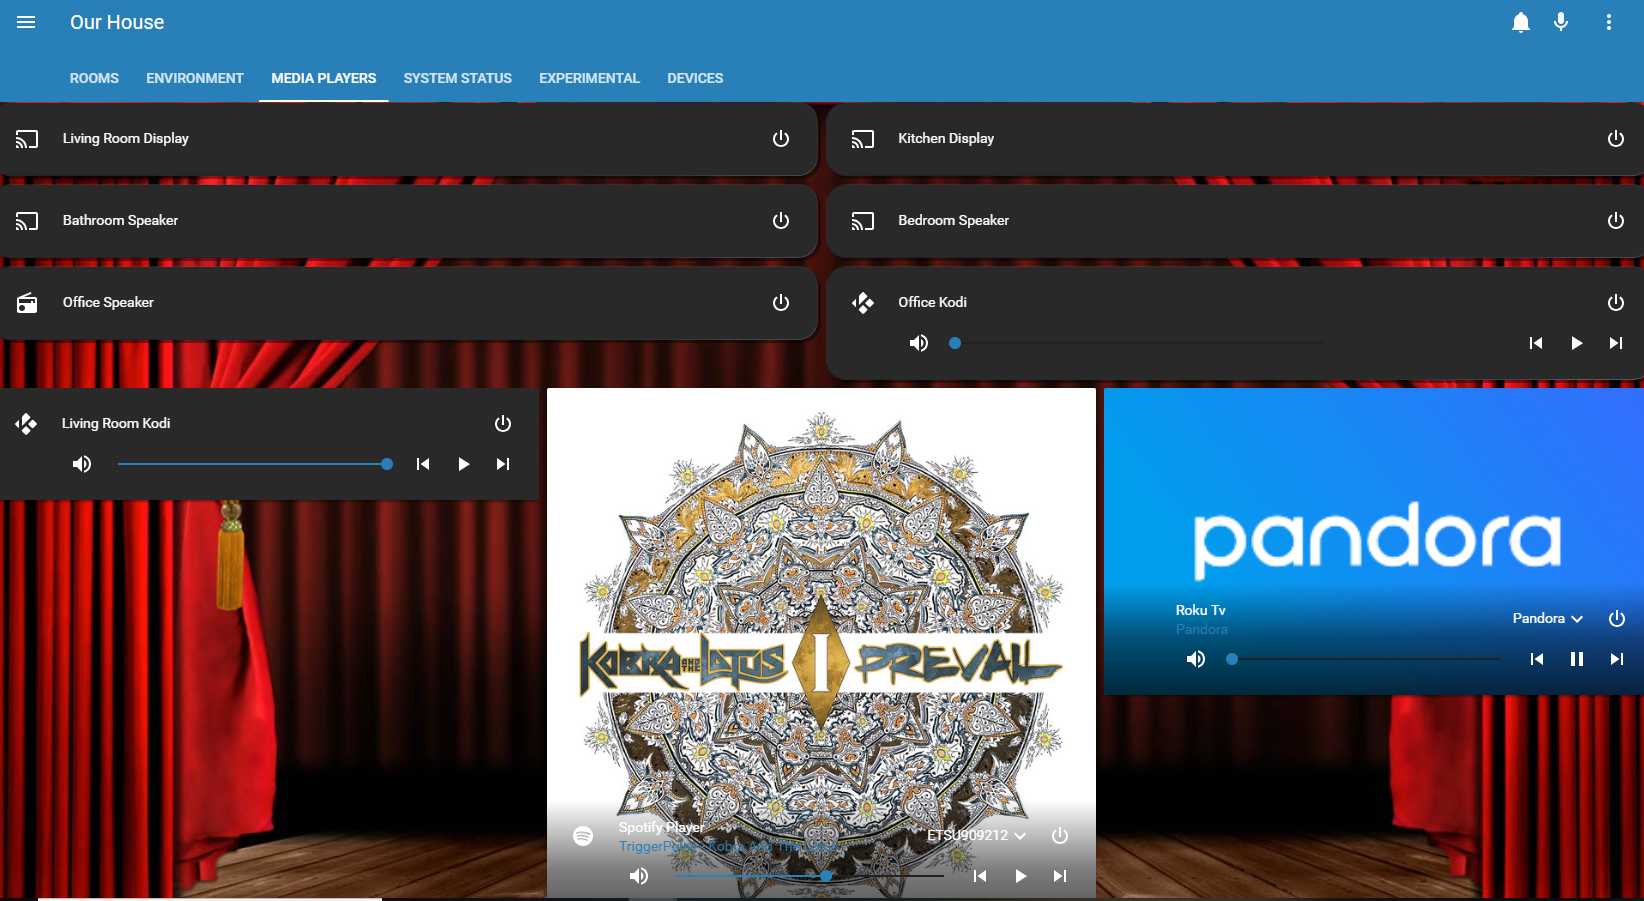 Our House
ROOMS ENVIRONMENT MEDIA PLAYERS SYSTEM STATUS EXPERIMENTAL DEVICES
Living Room Display
Kitchen Display
Bathroom Speaker
Bedroom Speaker
Office Speaker
Office Kodi
Living Room Kodi
KOBRA AND THE LOTUS I PREVAIL
Spotify Player
ETSU909212
Kobra And The Lotus
pandora
Roku Tv
Pandora
Pandora